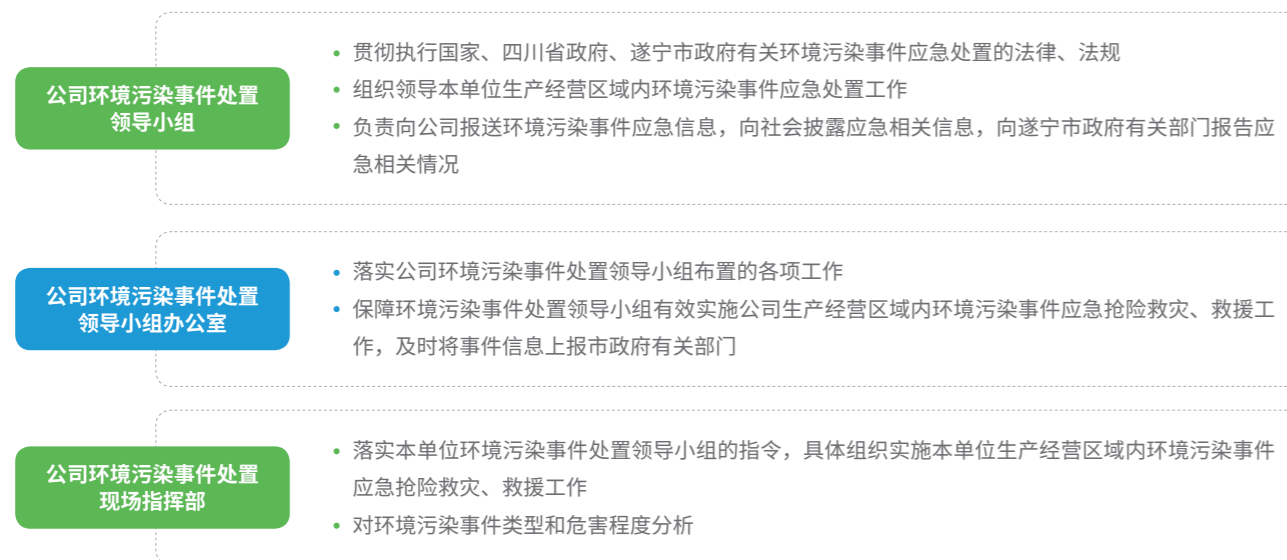 公司环境污染事件处置
领导小组
• 贯彻执行国家、四川省政府、遂宁市政府有关环境污染事件应急处置的法律、法规
• 组织领导本单位生产经营区域内环境污染事件应急处置工作
• 负责向公司报送环境污染事件应急信息，向社会披露应急相关信息，向遂宁市政府有关部门报告应
急相关情况
公司环境污染事件处置
领导小组办公室
• 落实公司环境污染事件处置领导小组布置的各项工作
• 保障环境污染事件处置领导小组有效实施公司生产经营区域内环境污染事件应急抢险救灾、救援工
作，及时将事件信息上报市政府有关部门
公司环境污染事件处置
现场指挥部
• 落实本单位环境污染事件处置领导小组的指令，具体组织实施本单位生产经营区域内环境污染事件
应急抢险救灾、救援工作
• 对环境污染事件类型和危害程度分析